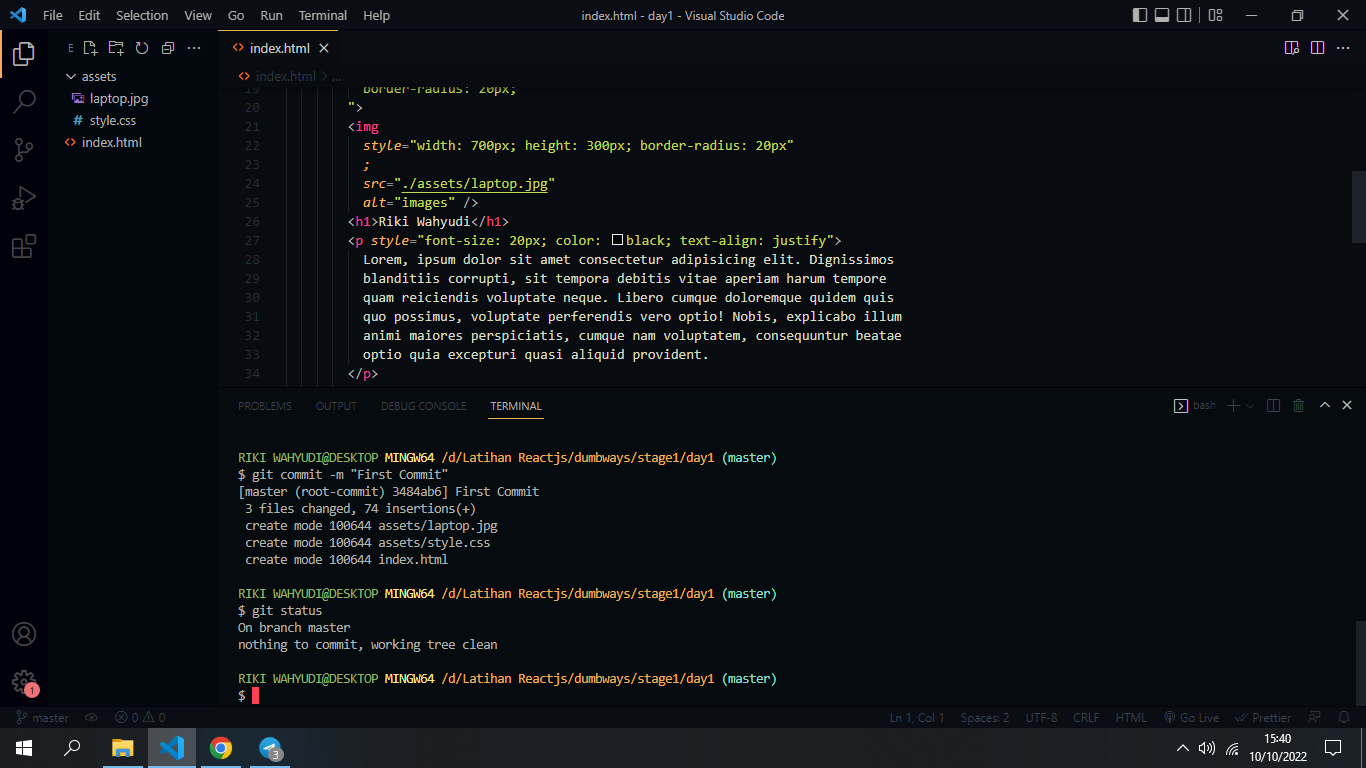 File Edit Selection View Go Run Terminal Help index.html - day1 - Visual Studio Code
E
index.html
assets
laptop.jpg
style.css
index.html
index.html > ...
19 border-radius: 20px;
20 ">
21 <img
22 style="width: 700px; height: 300px; border-radius: 20px"
23 ;
24 src="./assets/laptop.jpg"
25 alt="images" />
26 <h1>Riki Wahyudi</h1>
27 <p style="font-size: 20px; color: black; text-align: justify">
28 Lorem, ipsum dolor sit amet consectetur adipisicing elit. Dignissimos
29 blanditiis corrupti, sit tempora debitis vitae aperiam harum tempore
30 quam reiciendis voluptate neque. Libero cumque doloremque quidem quis
31 quo possimus, voluptate perferendis vero optio! Nobis, explicabo illum
32 animi maiores perspiciatis, cumque nam voluptatem, consequuntur beatae
33 optio quia excepturi quasi aliquid provident.
34 </p>
PROBLEMS OUTPUT DEBUG CONSOLE TERMINAL bash
RIKI WAHYUDI@DESKTOP MINGW64 /d/Latihan Reactjs/dumbways/stage1/day1 (master)
$ git commit -m "First Commit"
[master (root-commit) 3484ab6] First Commit
3 files changed, 74 insertions(+)
create mode 100644 assets/laptop.jpg
create mode 100644 assets/style.css
create mode 100644 index.html
RIKI WAHYUDI@DESKTOP MINGW64 /d/Latihan Reactjs/dumbways/stage1/day1 (master)
$ git status
On branch master
nothing to commit, working tree clean
RIKI WAHYUDI@DESKTOP MINGW64 /d/Latihan Reactjs/dumbways/stage1/day1 (master)
$
1
master 0 0 Ln 1, Col 1 Spaces: 2 UTF-8 CRLF HTML Go Live Prettier
3
15:40
10/10/2022